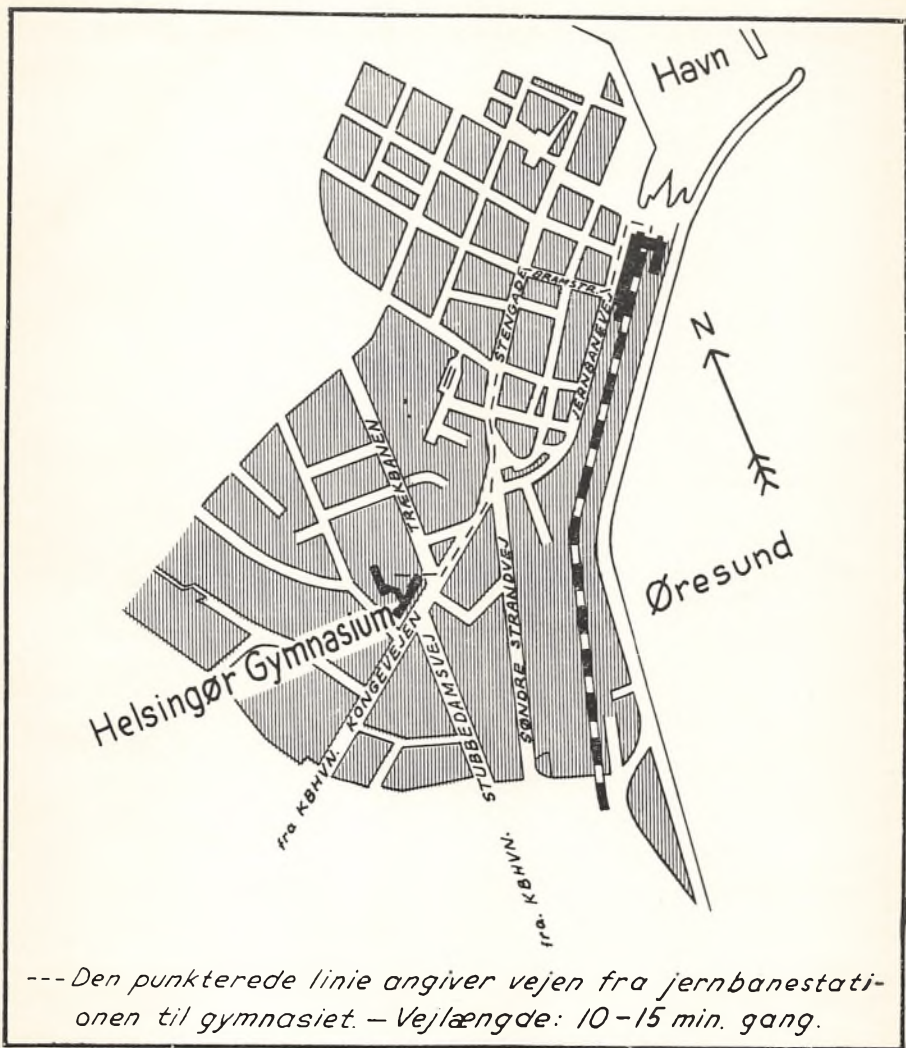 Havn
BRAMSTR.
STENGADE
JERNBANEVEJ
N
TRÆKBANEN
Øresund
Helsingør Gymnasium
KONGEVEJEN
fra KBHVN.
STUBBEDAMSVEJ
SØNDRE STRANDVEJ
fra. KBHVN.
--- Den punkterede linie angiver vejen fra jernbanestati-
onen til gymnasiet. — Vejlængde: 10-15 min. gang.